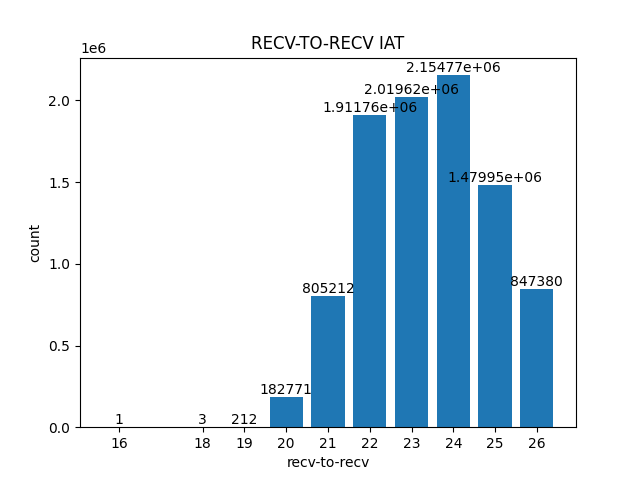 RECV-TO-RECV IAT
1e6
2.15477e+06
2.01962e+06
1.91176e+06
1.47995e+06
847380
805212
182771
1
3
212
2.0
1.5
1.0
0.5
0.0
count
16 18 19 20 21 22 23 24 25 26
recv-to-recv